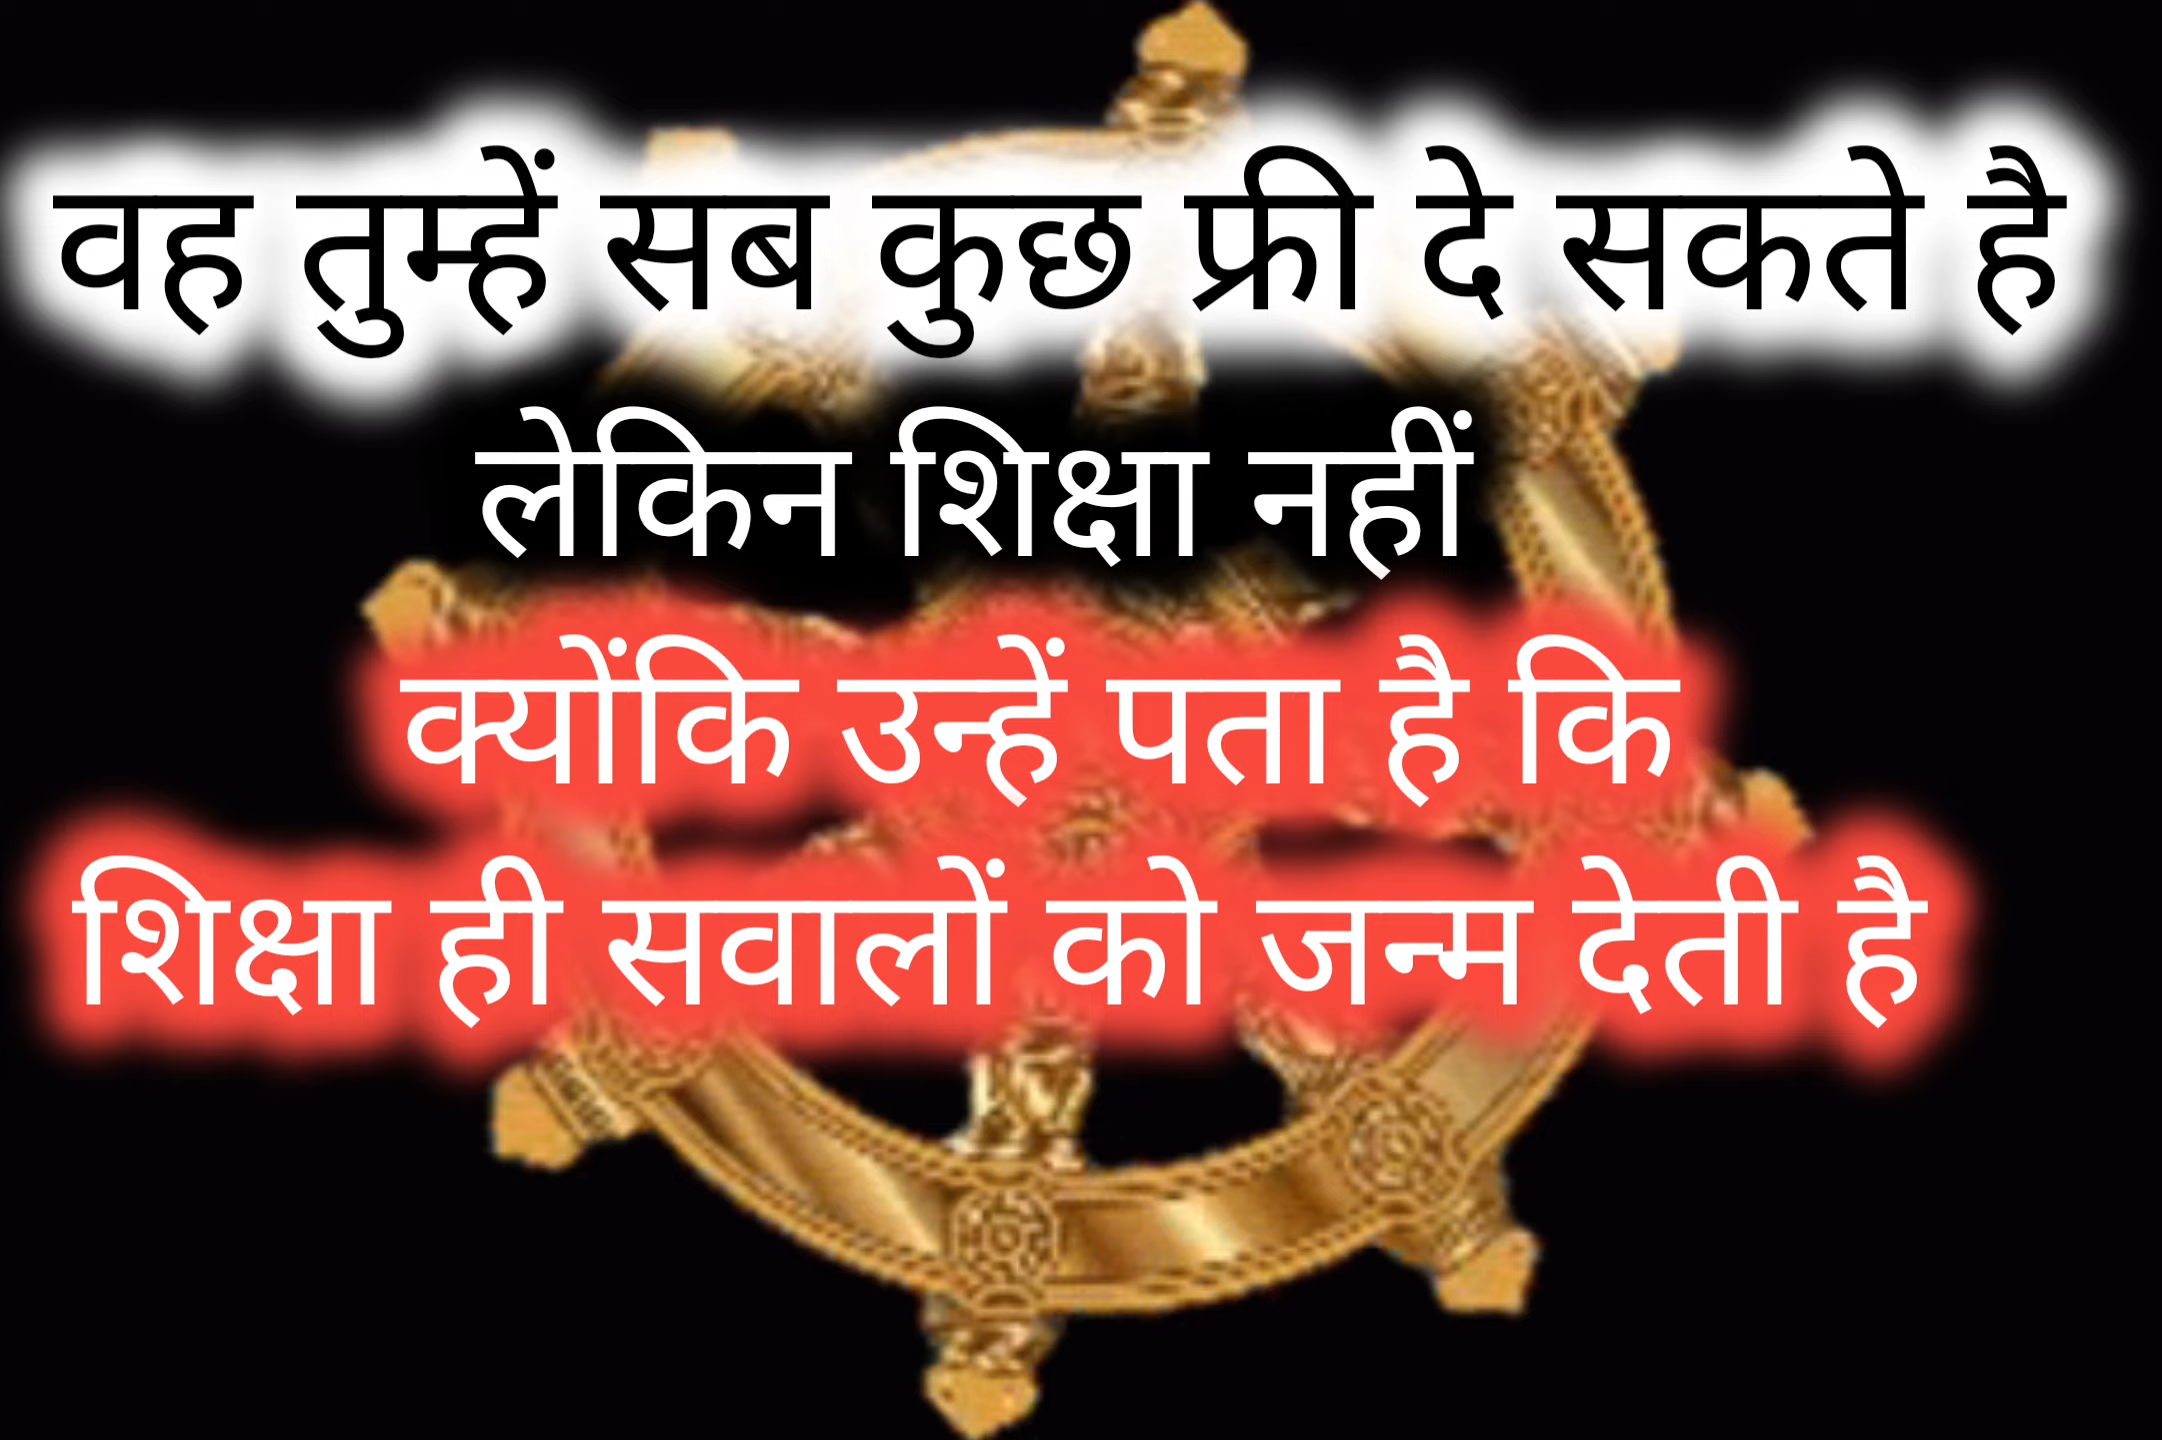 वह तुम्हें सब कुछ फ्री दे सकते है
लेकिन शिक्षा नहीं
क्योंकि उन्हें पता है कि
शिक्षा ही सवालों को जन्म देती है